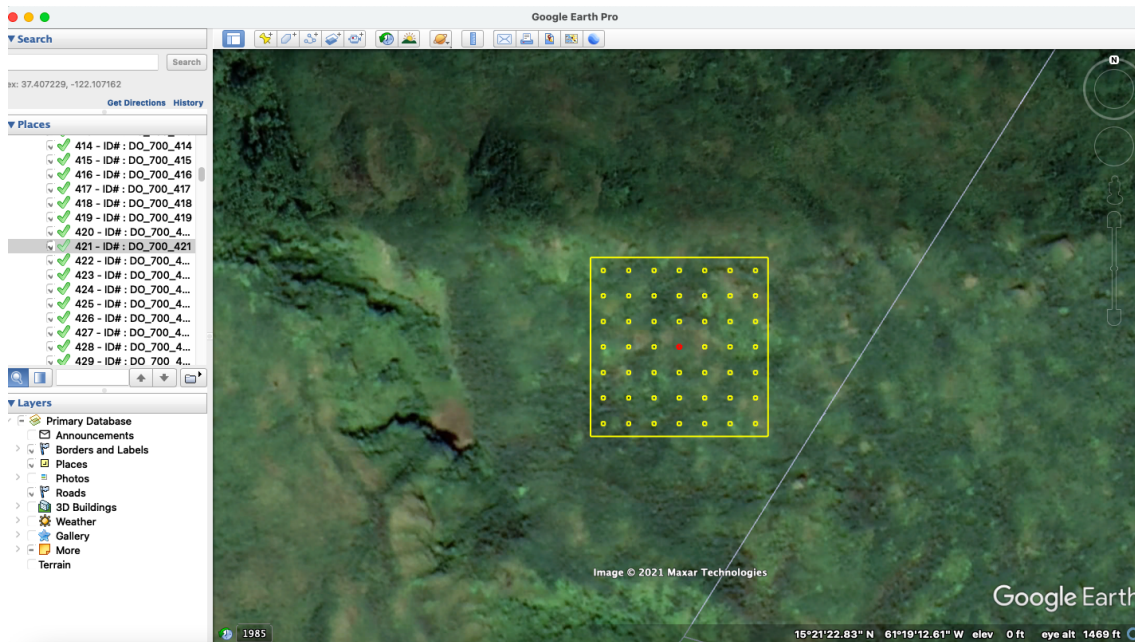 Google Earth Pro
Search
Search
ex: 37.407229, -122.107162
Get Directions History
Places
414 - ID# : DO_700_414
415 - ID# : DO_700_415
416 - ID# : DO_700_416
417 - ID# : DO_700_417
418 - ID# : DO_700_418
419 - ID# : DO_700_419
420 - ID# : DO_700_4...
421 - ID# : DO_700_421
422 - ID# : DO_700_4...
423 - ID# : DO_700_4...
424 - ID# : DO_700_4...
425 - ID# : DO_700_4...
426 - ID# : DO_700_4...
427 - ID# : DO_700_4...
428 - ID# : DO_700_4...
429 - ID# : DO_700_4...
Layers
Primary Database
Announcements
Borders and Labels
Places
Photos
Roads
3D Buildings
Weather
Gallery
More
Terrain
N
Image © 2021 Maxar Technologies
Google Earth
1985
15°21'22.83" N 61°19'12.61" W elev 0 ft eye alt 1469 ft